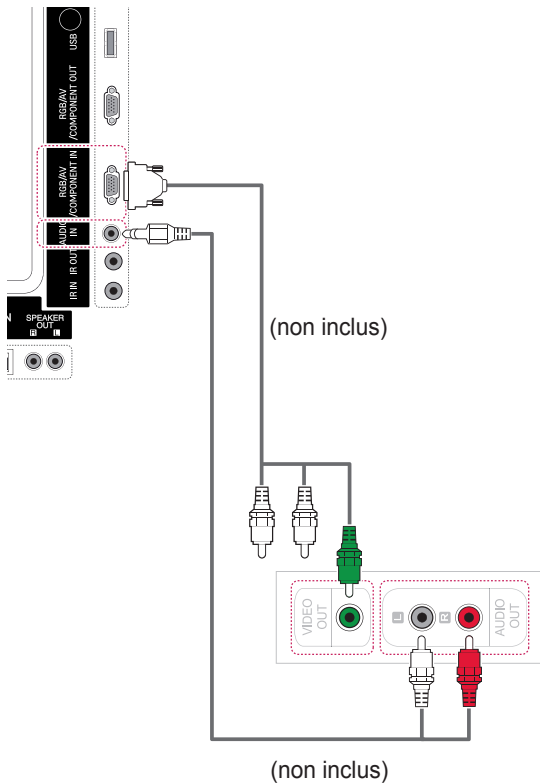 USB
RGB/AV
/COMPONENT OUT
RGB/AV
/COMPONENT IN
AUDIO
IN
IR OUT
IR IN
N
SPEAKER
OUT
R L
(non inclus)
VIDEO
OUT
L
R
AUDIO
OUT
(non inclus)